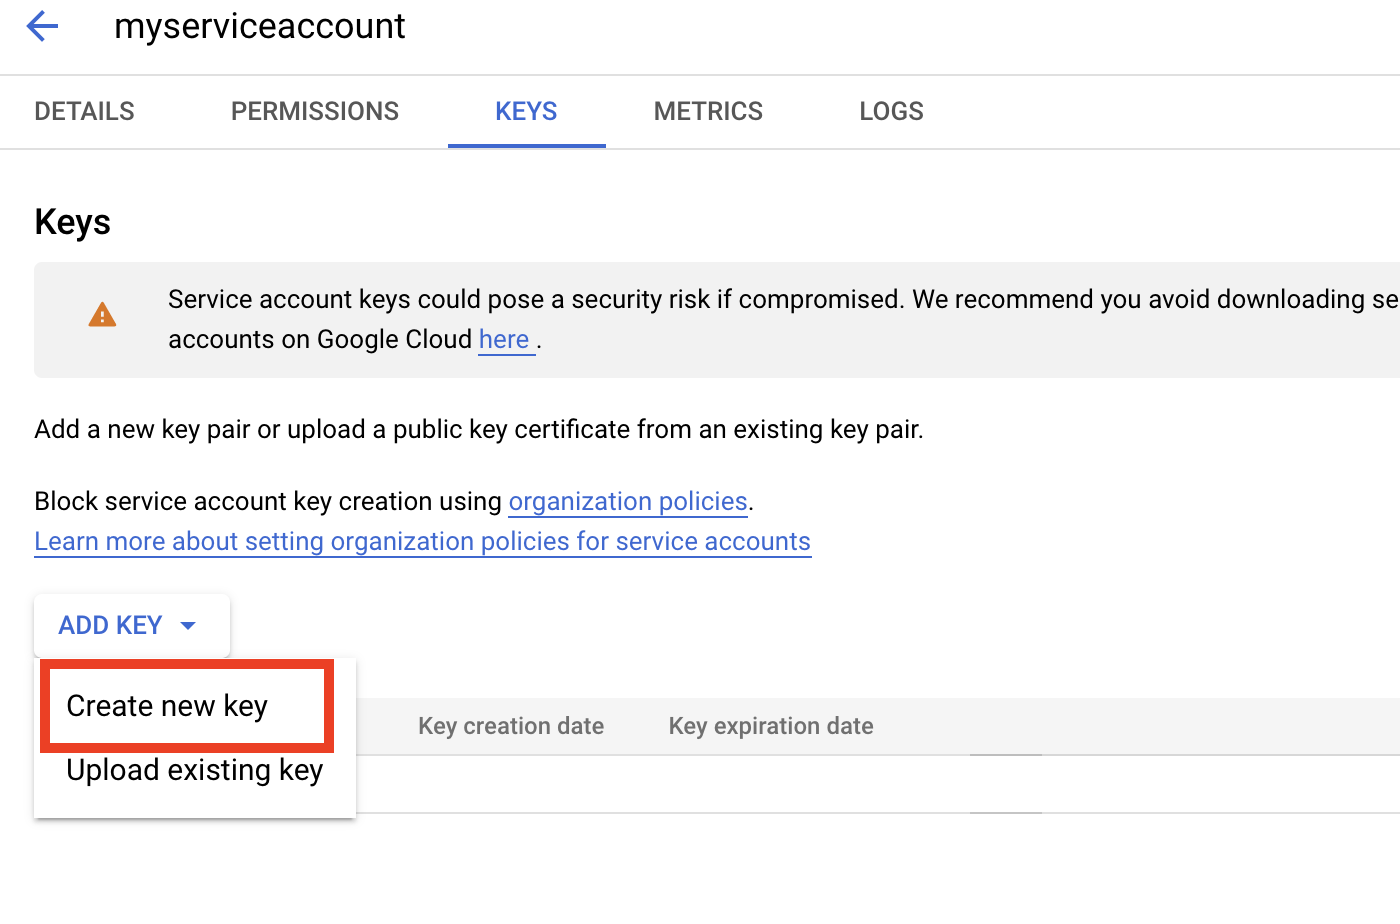 myserviceaccount
DETAILS PERMISSIONS KEYS METRICS LOGS
Keys
Service account keys could pose a security risk if compromised. We recommend you avoid downloading se
accounts on Google Cloud here .
Add a new key pair or upload a public key certificate from an existing key pair.
Block service account key creation using organization policies.
Learn more about setting organization policies for service accounts
ADD KEY
Create new key
Key creation date Key expiration date
Upload existing key